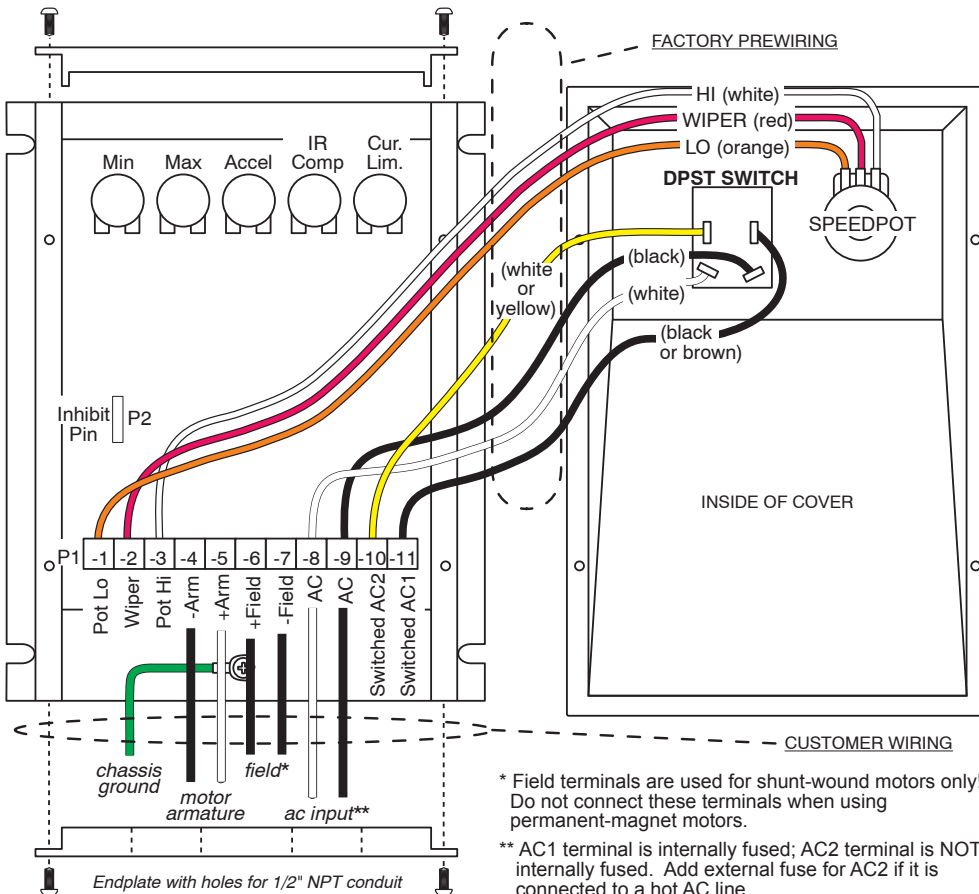 FACTORY PREWIRING
HI (white)
WIPER (red)
LO (orange)
DPST SWITCH
SPEEDPOT
Min
Max
Accel
IR
Comp
Cur.
Lim.
(white
or
yellow)
(black)
(white)
(black
or brown)
Inhibit
Pin
P2
INSIDE OF COVER
P1 -1 -2 -3 -4 -5 -6 -7 -8 -9 -10 -11
Pot Lo
Wiper
Pot Hi
-Arm
+Arm
+Field
-Field
AC
AC
Switched AC2
Switched AC1
CUSTOMER WIRING
chassis
ground
motor
armature
field*
ac input**
* Field terminals are used for shunt-wound motors only!
Do not connect these terminals when using
permanent-magnet motors.
** AC1 terminal is internally fused; AC2 terminal is NOT
internally fused. Add external fuse for AC2 if it is
connected to a hot AC line.
Endplate with holes for 1/2" NPT conduit